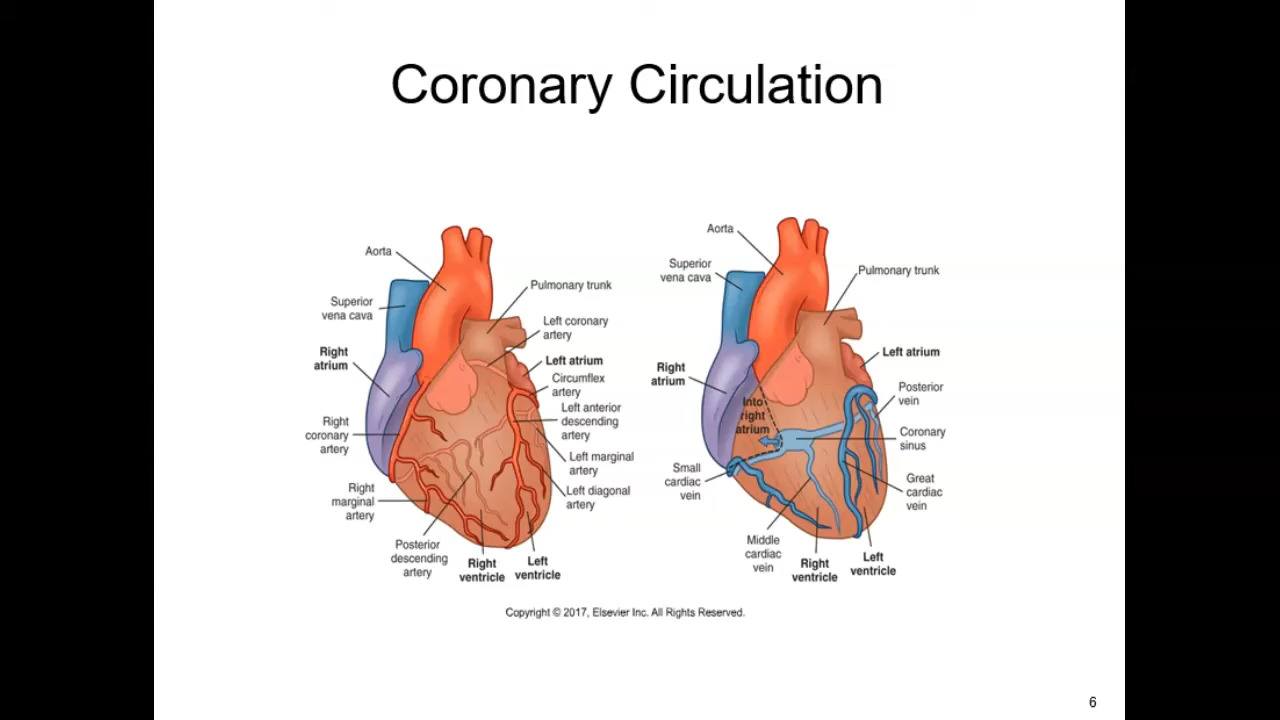 Coronary Circulation
Aorta
Superior
vena cava
Right
atrium
Right
coronary
artery
Right
marginal
artery
Posterior
descending
artery
Right
ventricle
Left
ventricle
Pulmonary trunk
Left coronary
artery
Left atrium
Circumflex
artery
Left anterior
descending
artery
Left marginal
artery
Left diagonal
artery
Aorta
Superior
vena cava
Right
atrium
Into
right
atrium
Small
cardiac
vein
Middle
cardiac
vein
Right
ventricle
Left
ventricle
Pulmonary trunk
Left atrium
Posterior
vein
Coronary
sinus
Great
cardiac
vein
Copyright © 2017, Elsevier Inc. All Rights Reserved.
6